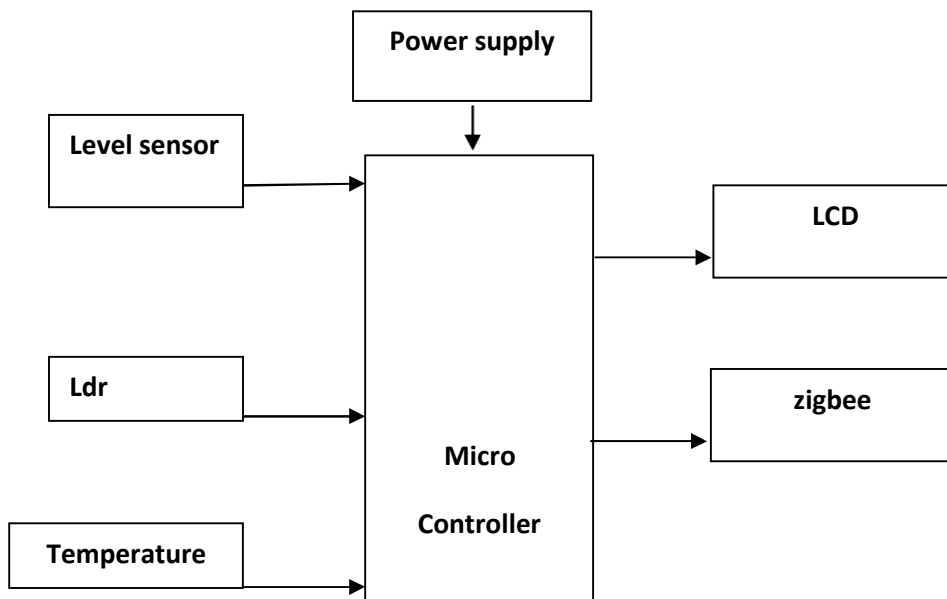 Power supply
Level sensor
LCD
Ldr
zigbee
Micro
Controller
Temperature